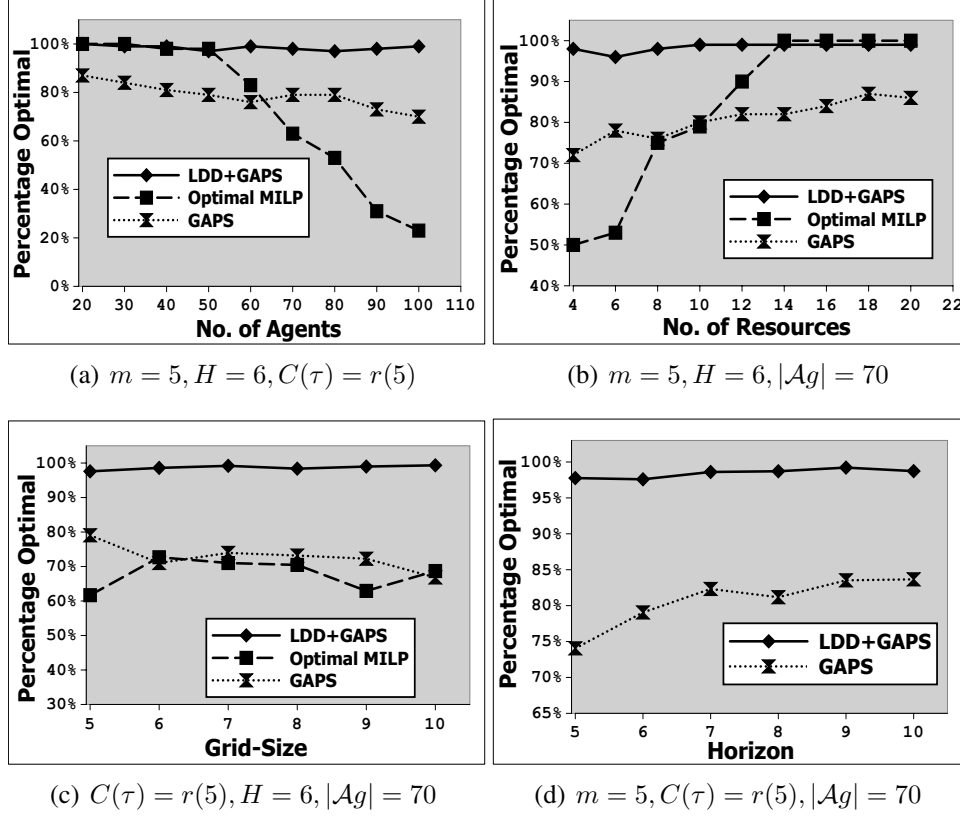 Percentage Optimal
100%
80%
60%
40%
20%
0%
LDD+GAPS
Optimal MILP
GAPS
20 30 40 50 60 70 80 90 100 110
No. of Agents
(a) m = 5, H = 6, C(τ) = r(5)
Percentage Optimal
100%
90%
80%
70%
60%
50%
40%
LDD+GAPS
Optimal MILP
GAPS
4 6 8 10 12 14 16 18 20 22
No. of Resources
(b) m = 5, H = 6, |𝒜g| = 70
Percentage Optimal
100%
90%
80%
70%
60%
50%
40%
30%
LDD+GAPS
Optimal MILP
GAPS
5 6 7 8 9 10
Grid-Size
(c) C(τ) = r(5), H = 6, |𝒜g| = 70
Percentage Optimal
100%
95%
90%
85%
80%
75%
70%
65%
LDD+GAPS
GAPS
5 6 7 8 9 10
Horizon
(d) m = 5, C(τ) = r(5), |𝒜g| = 70